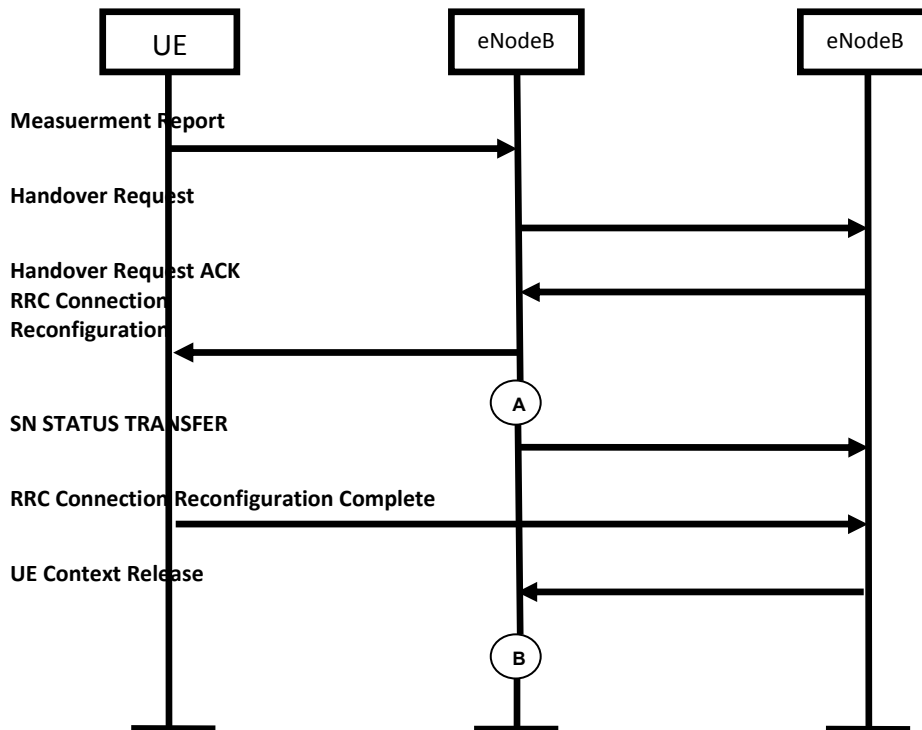 UE
eNodeB
eNodeB
Measuerment Report
Handover Request
Handover Request ACK
RRC Connection
Reconfiguration
A
SN STATUS TRANSFER
RRC Connection Reconfiguration Complete
UE Context Release
B